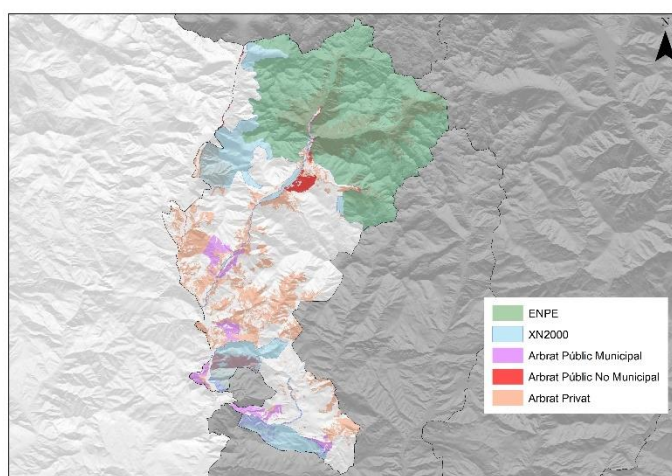 ENPE
XN2000
Arbrat Públic Municipal
Arbrat Públic No Municipal
Arbrat Privat